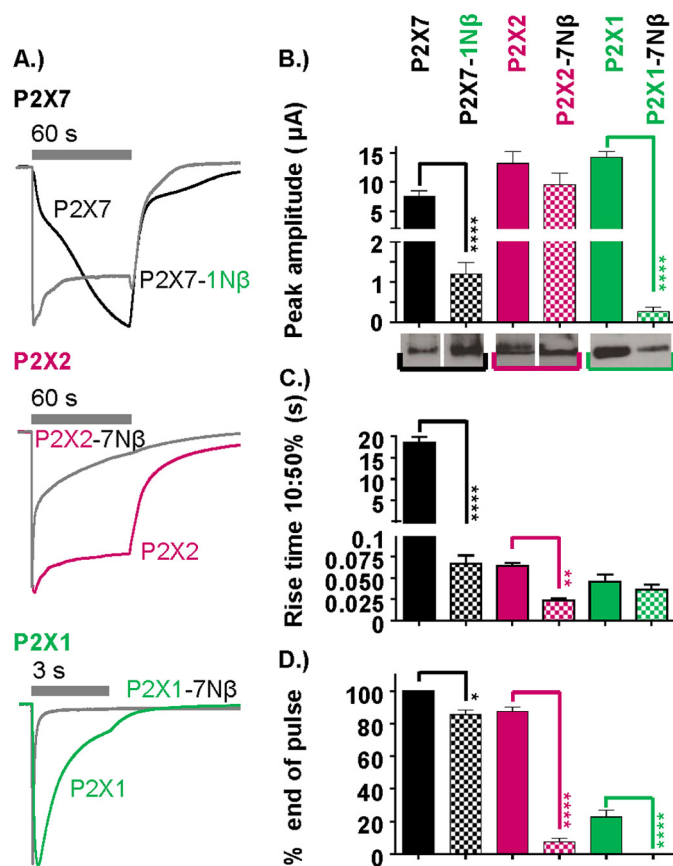 A.)
P2X7
60 s
P2X7
P2X7-1Nβ
P2X2
60 s
P2X2-7Nβ
P2X2
P2X1
3 s
P2X1-7Nβ
P2X1
B.)
P2X7
P2X7-1Nβ
P2X2
P2X2-7Nβ
P2X1
P2X1-7Nβ
Peak amplitude ( µA)
15
10
5
2
1
0
****
****
C.)
Rise time 10:50% (s)
20
15
10
5
0.1
0.075
0.050
0.025
0
****
**
D.)
% end of pulse
100
80
60
40
20
0
*
****
****